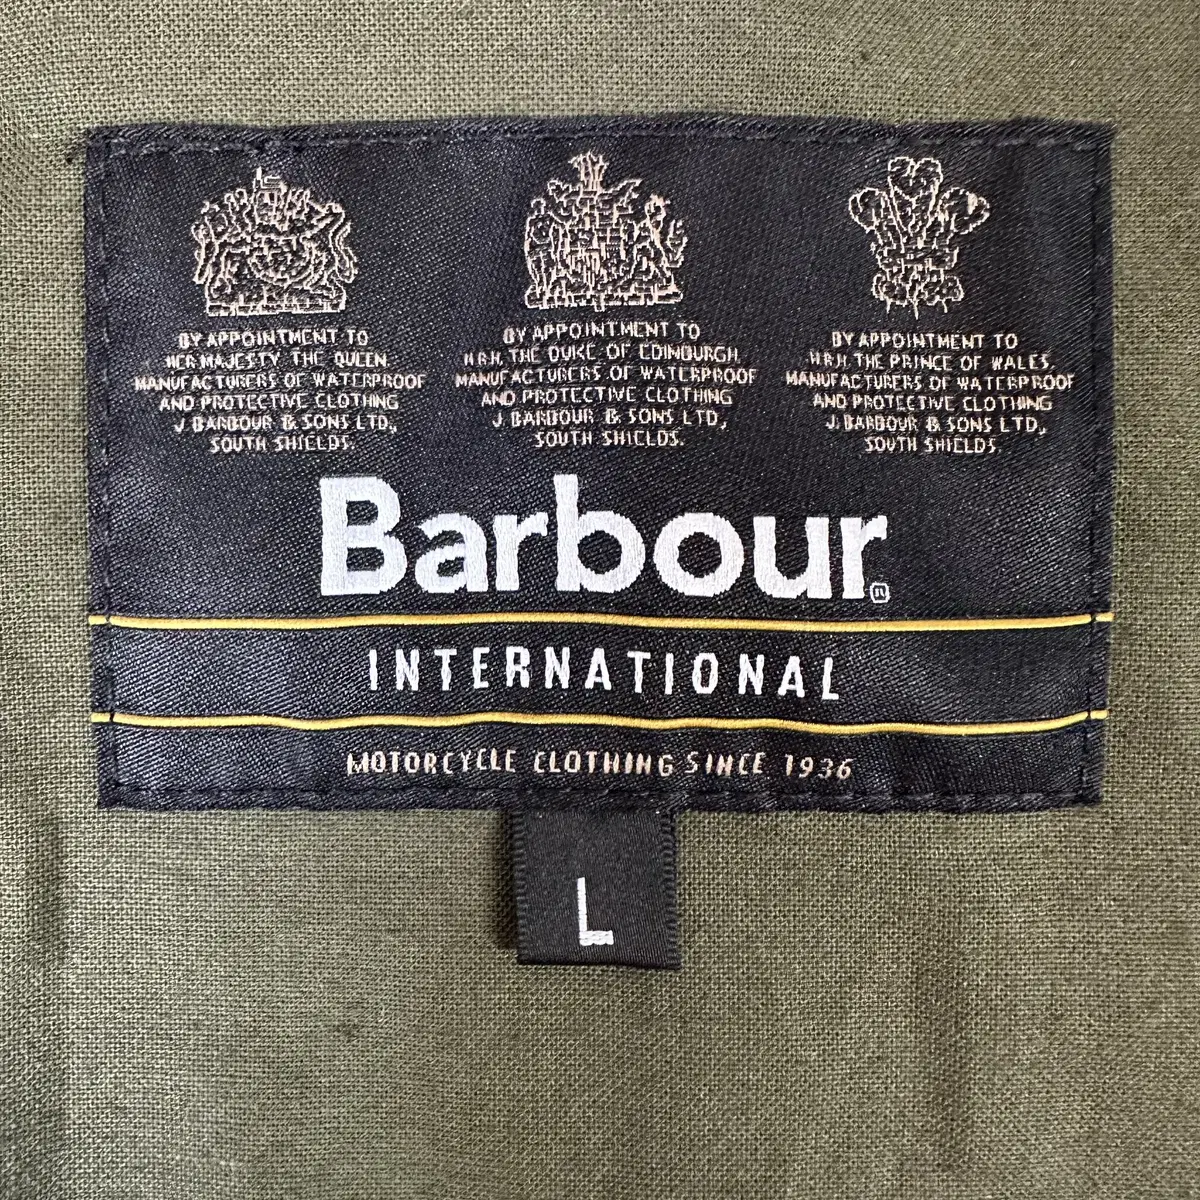 BY APPOINTMENT TO
HER MAJESTY THE QUEEN
MANUFACTURERS OF WATERPROOF
AND PROTECTIVE CLOTHING
J. BARBOUR & SONS LTD.,
SOUTH SHIELDS.
BY APPOINTMENT TO
H.R.H. THE DUKE OF EDINBURGH
MANUFACTURERS OF WATERPROOF
AND PROTECTIVE CLOTHING
J. BARBOUR & SONS LTD,
SOUTH SHIELDS.
BY APPOINTMENT TO
H.R.H. THE PRINCE OF WALES
MANUFACTURERS OF WATERPROOF
AND PROTECTIVE CLOTHING
J. BARBOUR & SONS LTD,
SOUTH SHIELDS.
Barbour®
INTERNATIONAL
MOTORCYCLE CLOTHING SINCE 1936
L